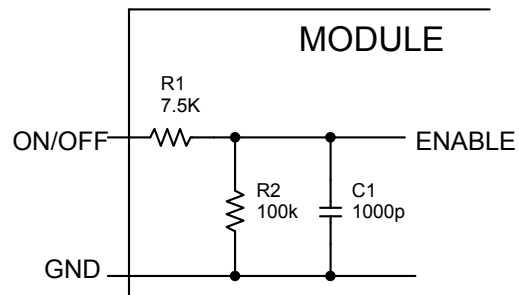 MODULE
R1
7.5K
ON/OFF
ENABLE
R2
100k
C1
1000p
GND